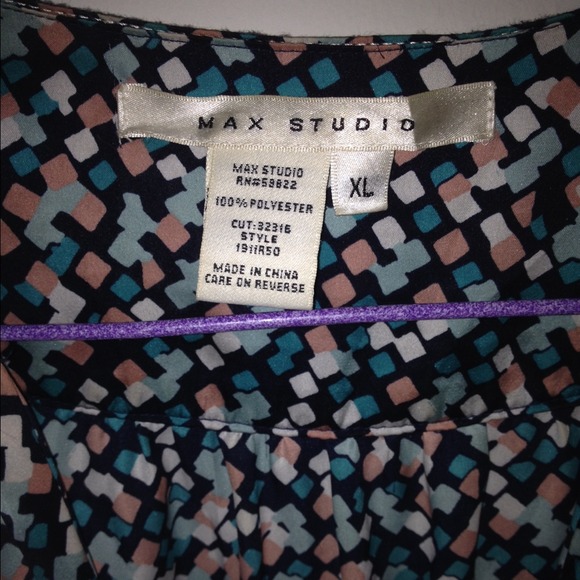 MAX STUDIO
XL
MAX STUDIO
RN#59822
100% POLYESTER
CUT:32316
STYLE
1911R50
MADE IN CHINA
CARE ON REVERSE